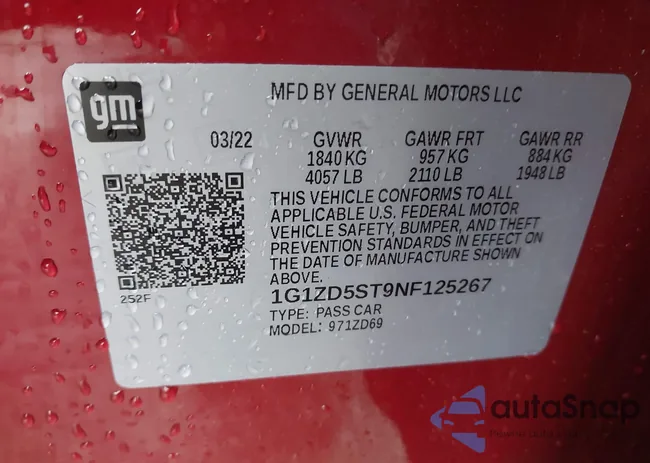 gm
MFD BY GENERAL MOTORS LLC
03/22 GVWR GAWR FRT GAWR RR
1840 KG 957 KG 884 KG
4057 LB 2110 LB 1948 LB
THIS VEHICLE CONFORMS TO ALL
APPLICABLE U.S. FEDERAL MOTOR
VEHICLE SAFETY, BUMPER, AND THEFT
PREVENTION STANDARDS IN EFFECT ON
THE DATE OF MANUFACTURE SHOWN
ABOVE.
252F
1G1ZD5ST9NF125267
TYPE: PASS CAR
MODEL: 971ZD69
autoSnap